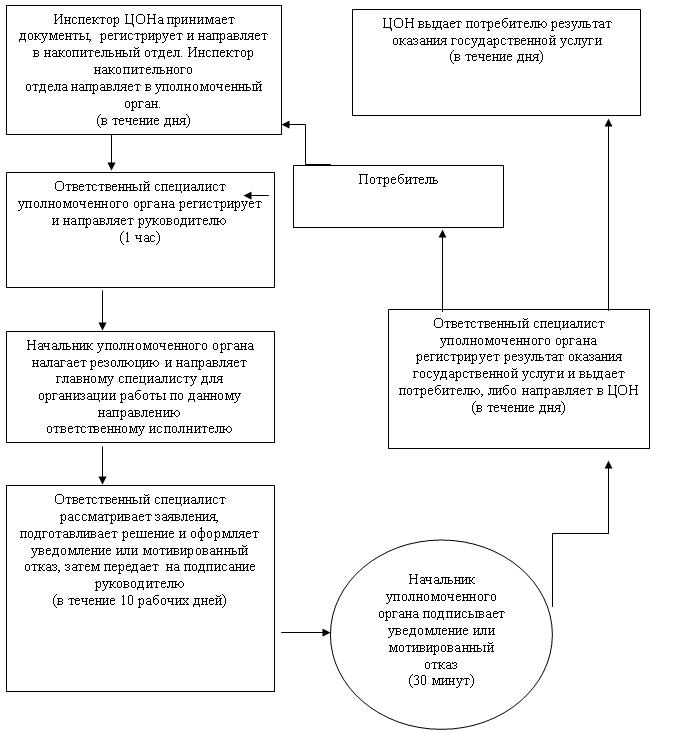 Инспектор ЦОНа принимает
документы, регистрирует и направляет
в накопительный отдел. Инспектор
накопительного
отдела направляет в уполномоченный
орган.
(в течение дня)
ЦОН выдает потребителю результат
оказания государственной услуги
(в течение дня)
Ответственный специалист
уполномоченного органа регистрирует
и направляет руководителю
(1 час)
Потребитель
Начальник уполномоченного органа
налагает резолюцию и направляет
главному специалисту для
организации работы по данному
направлению
ответственному исполнителю
Ответственный специалист
уполномоченного органа
регистрирует результат оказания
государственной услуги и выдает
потребителю, либо направляет в ЦОН
(в течение дня)
Ответственный специалист
рассматривает заявления,
подготавливает решение и оформляет
уведомление или мотивированный
отказ, затем передает на подписание
руководителю
(в течение 10 рабочих дней)
Начальник
уполномоченного
органа подписывает
уведомление или
мотивированный
отказ
(30 минут)